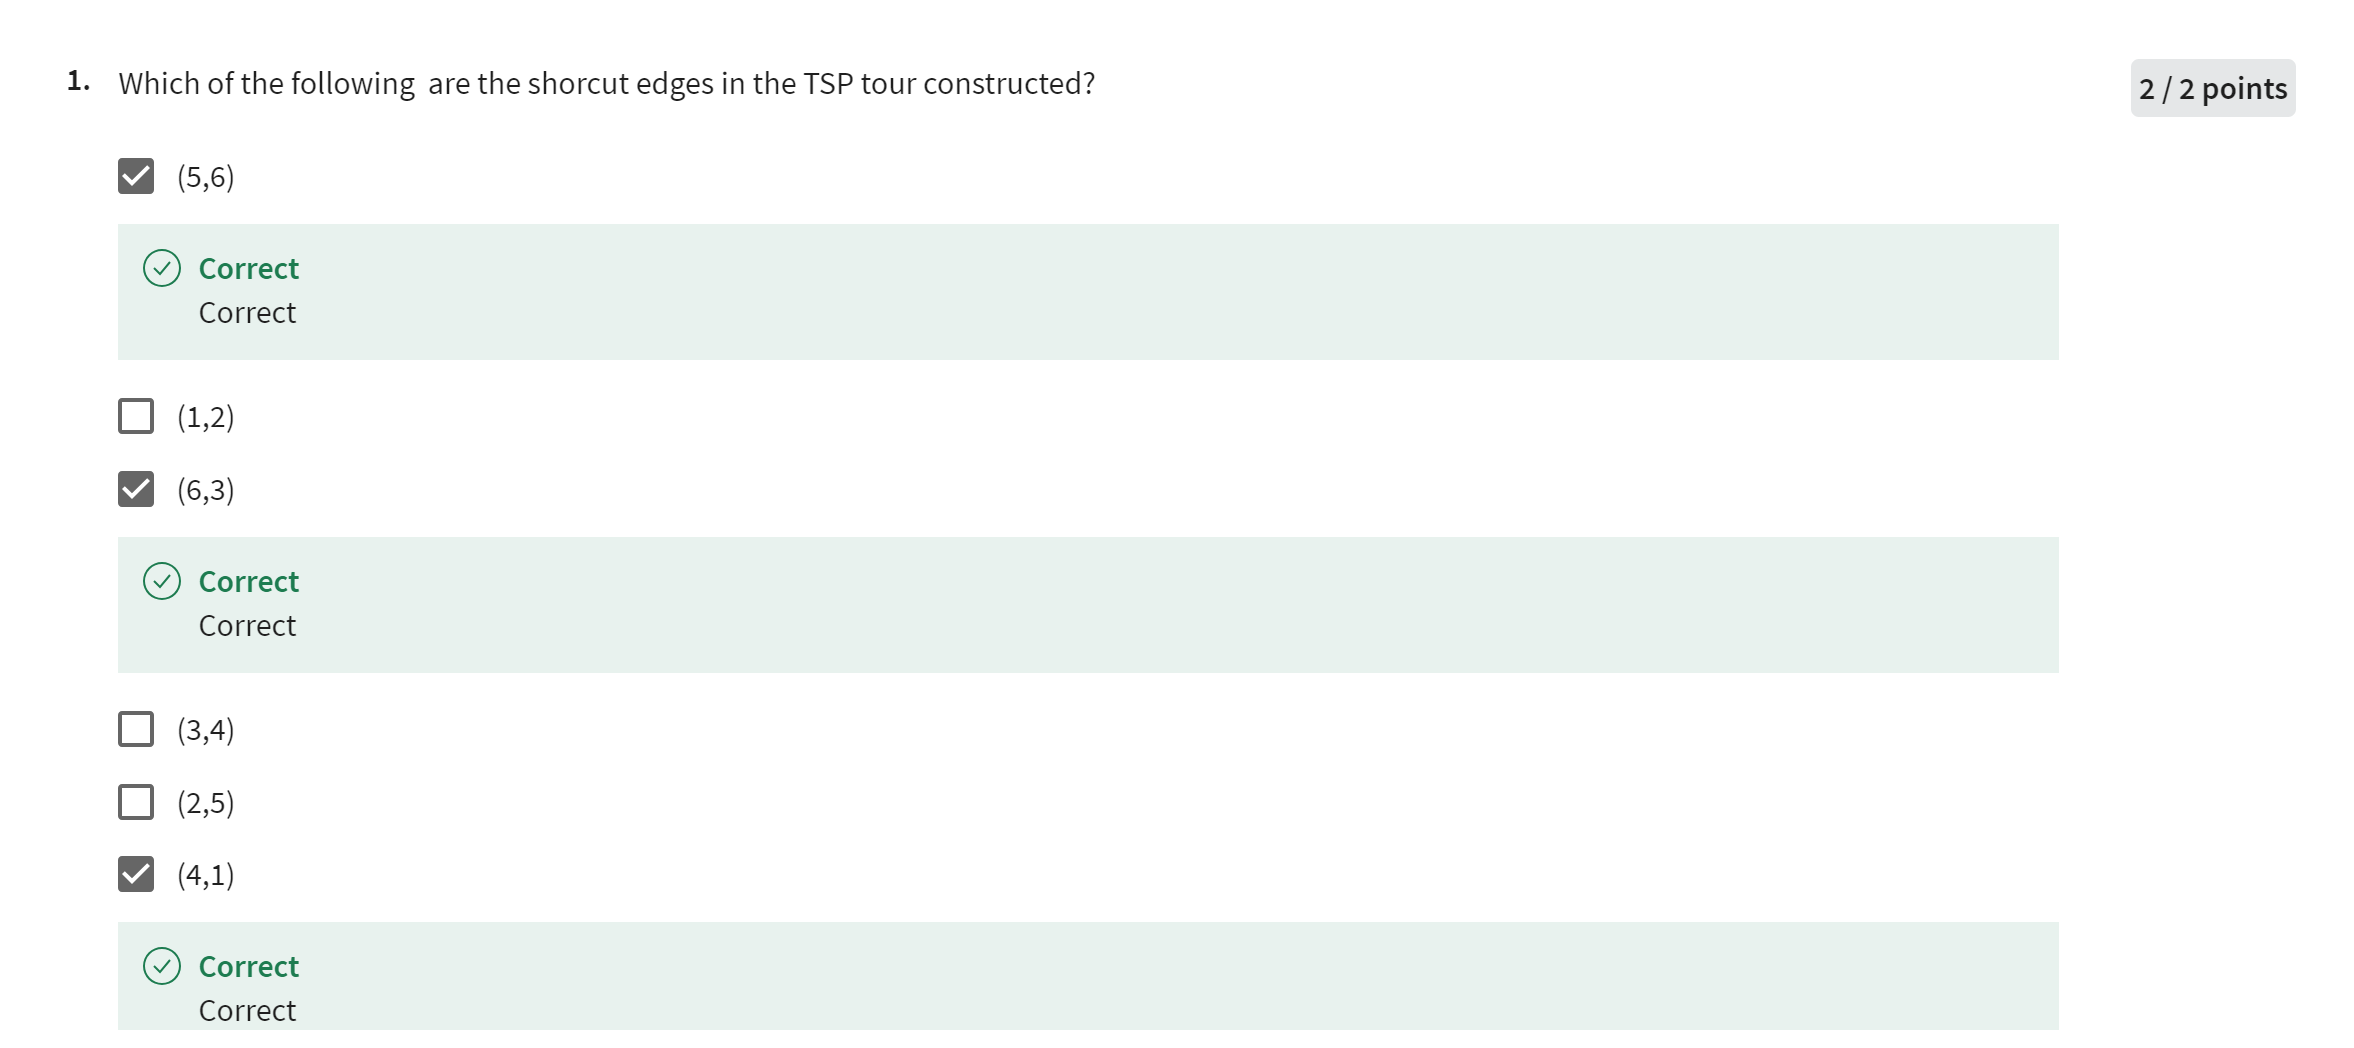 1. Which of the following are the shorcut edges in the TSP tour constructed?
2 / 2 points
(5,6)
Correct
Correct
(1,2)
(6,3)
Correct
Correct
(3,4)
(2,5)
(4,1)
Correct
Correct